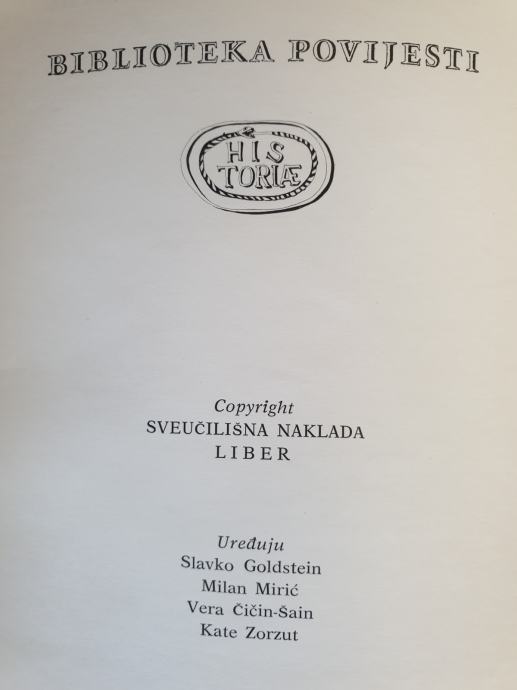 BIBLIOTEKA POVIJESTI
HIS
TORIÆ
Copyright
SVEUČILIŠNA NAKLADA
LIBER
Uređuju
Slavko Goldstein
Milan Mirić
Vera Čičin-Šain
Kate Zorzut